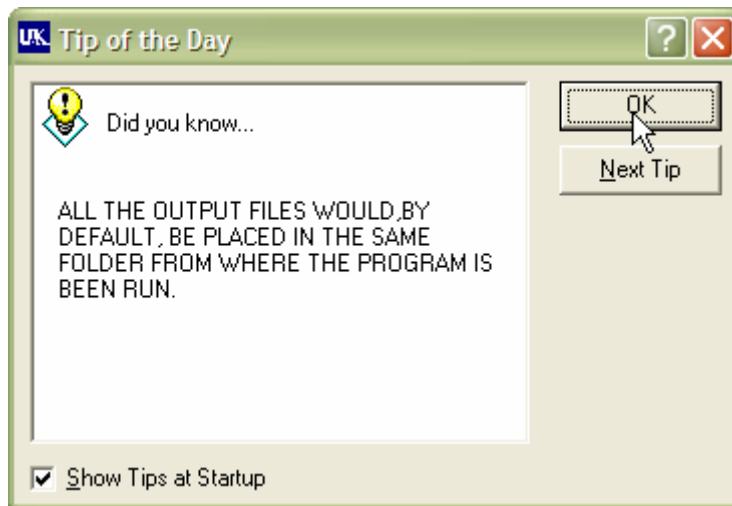 UK Tip of the Day
Did you know...
OK
Next Tip
ALL THE OUTPUT FILES WOULD,BY
DEFAULT, BE PLACED IN THE SAME
FOLDER FROM WHERE THE PROGRAM IS
BEEN RUN.
Show Tips at Startup